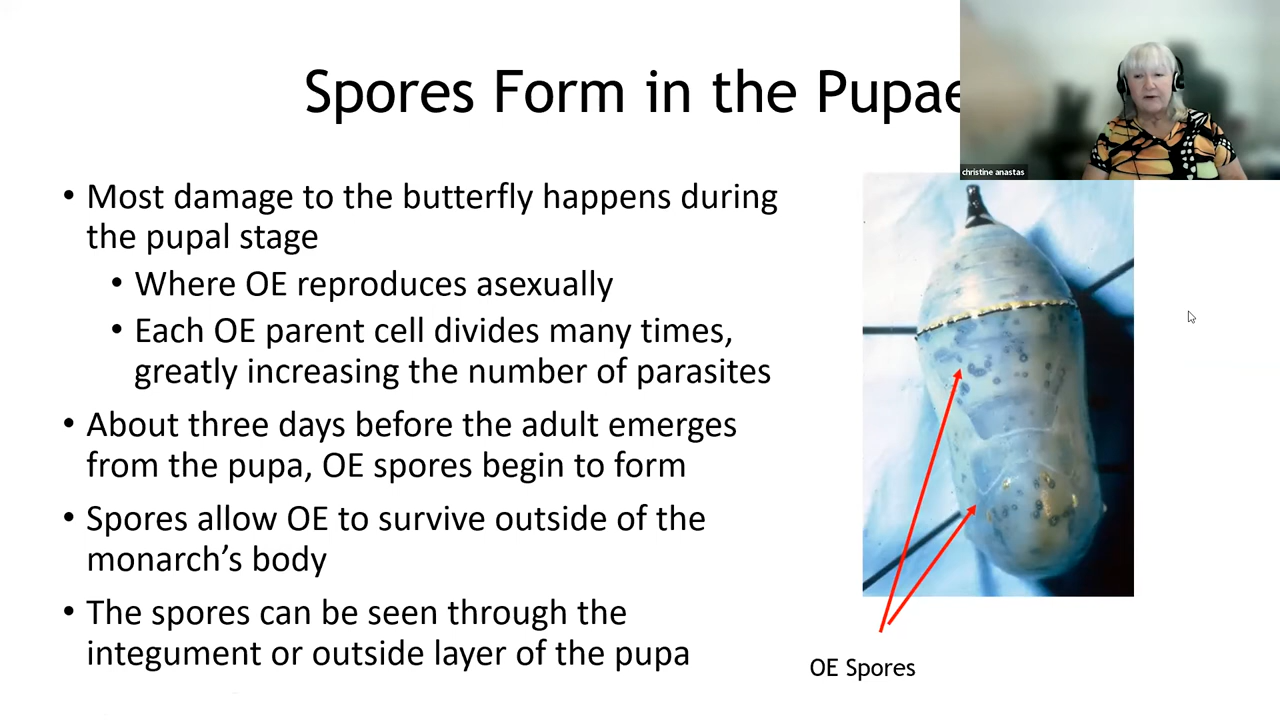 Spores Form in the Pupae
christine anastas
• Most damage to the butterfly happens during
the pupal stage
• Where OE reproduces asexually
• Each OE parent cell divides many times,
greatly increasing the number of parasites
• About three days before the adult emerges
from the pupa, OE spores begin to form
• Spores allow OE to survive outside of the
monarch’s body
• The spores can be seen through the
integument or outside layer of the pupa
OE Spores